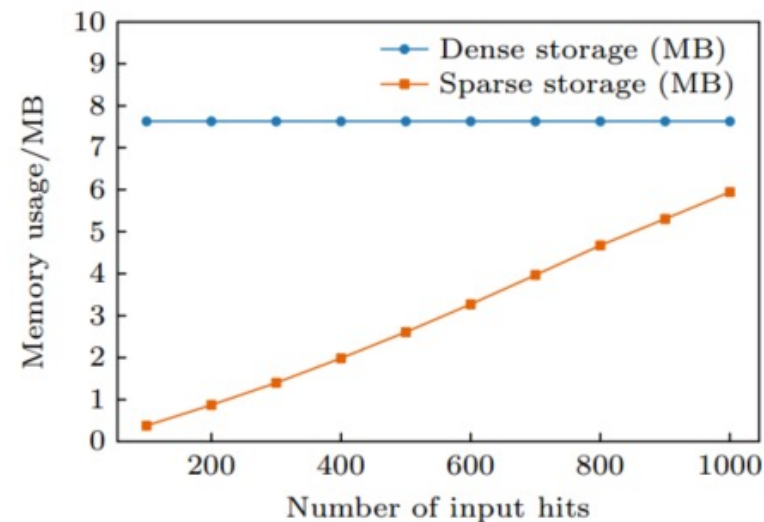 10
9
8
7
6
5
4
3
2
1
0
Memory usage/MB
Dense storage (MB)
Sparse storage (MB)
200 400 600 800 1000
Number of input hits